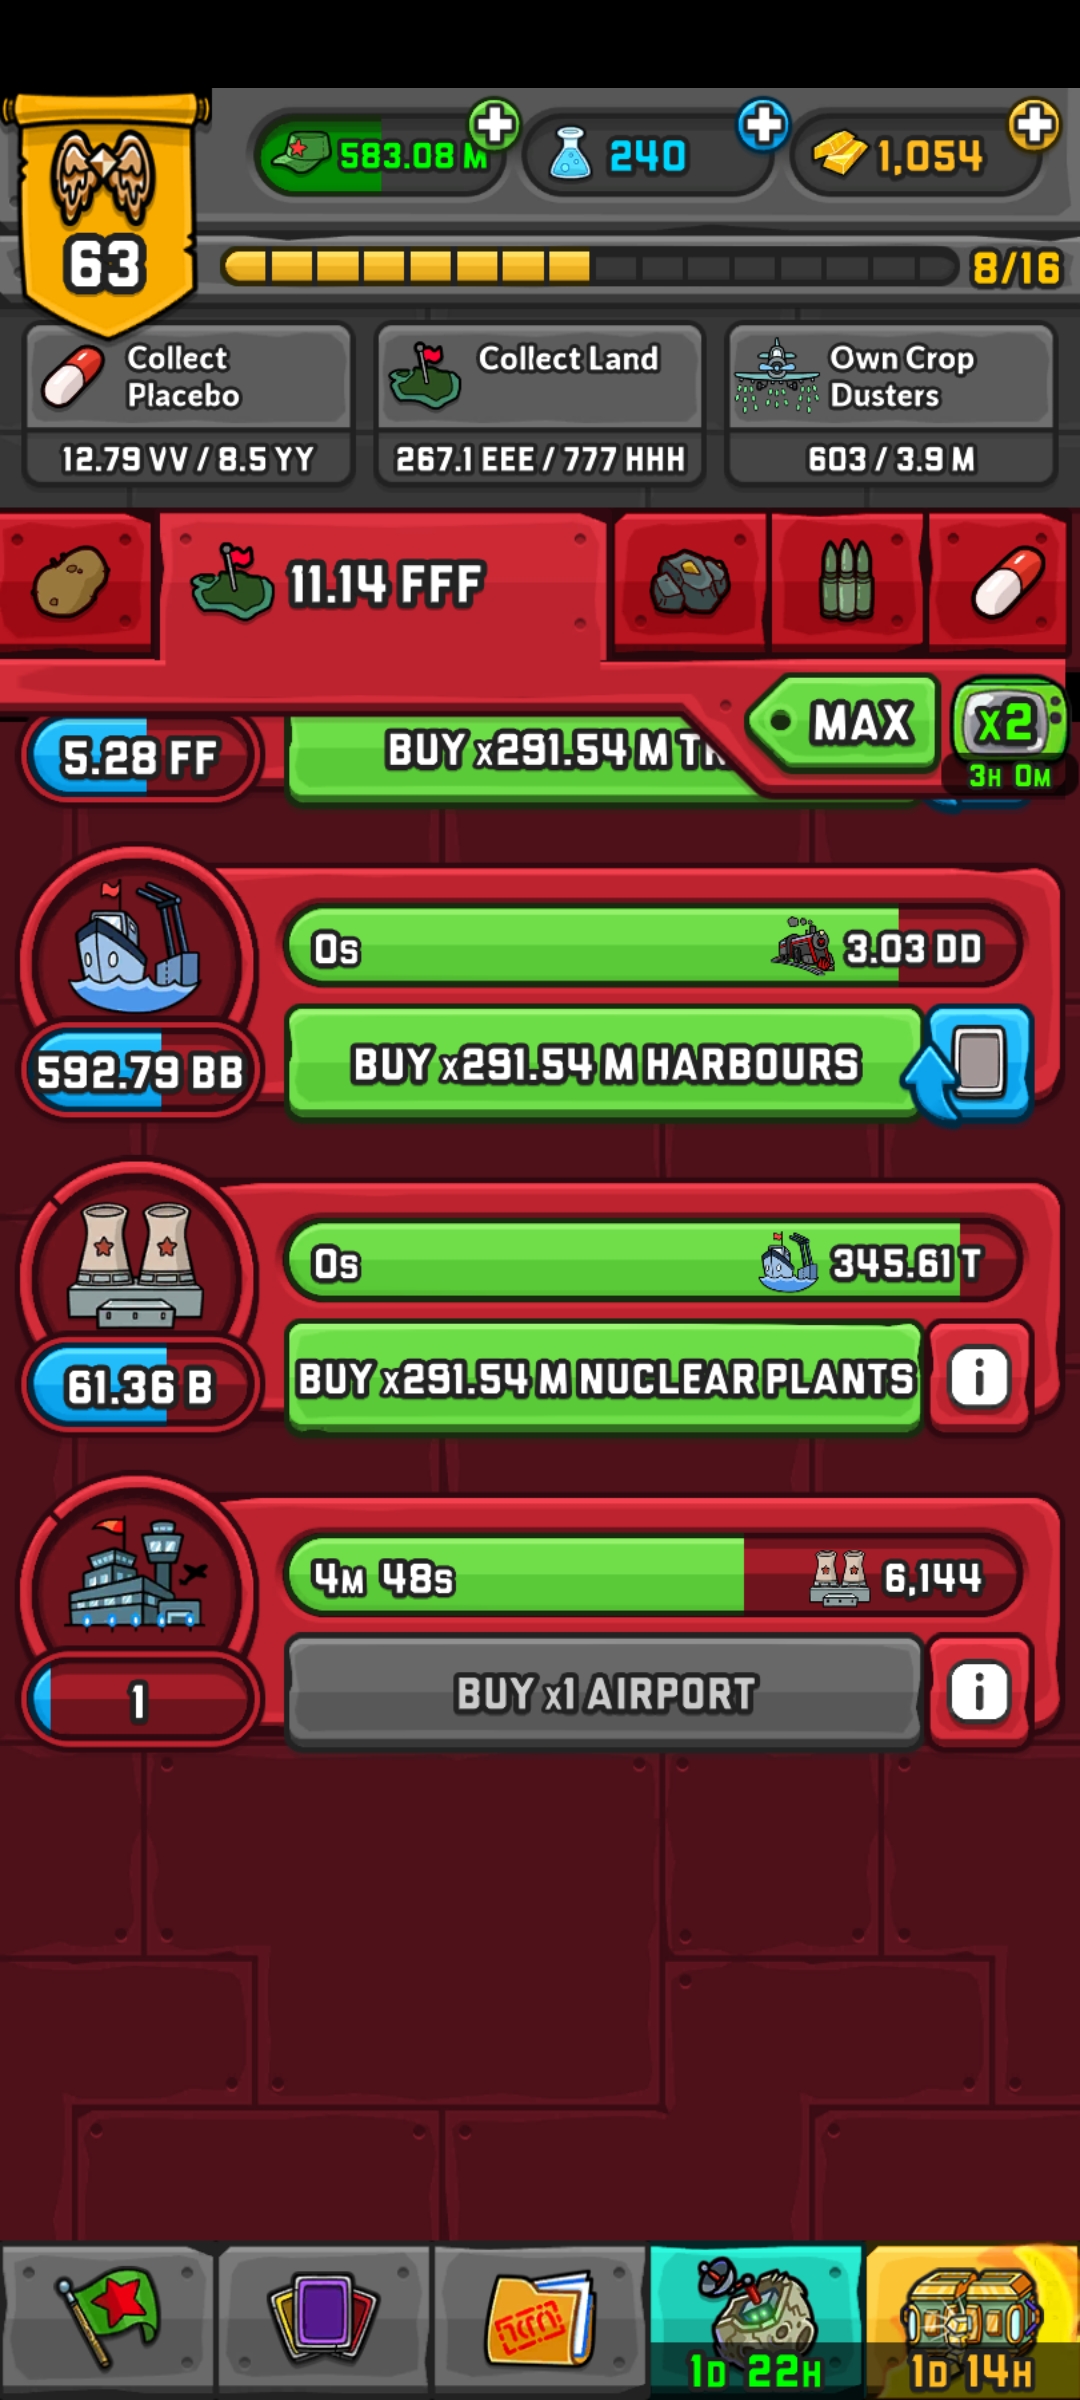 583.08 M
240
1,054
63
8/16
Collect
Placebo
12.79 VV / 8.5 YY
Collect Land
267.1 EEE / 777 HHH
Own Crop
Dusters
603 / 3.9 M
11.14 FFF
MAX
x2
3H 0M
5.28 FF
BUY x291.54 M
0s
3.03 DD
592.79 BB
BUY x291.54 M HARBOURS
0s
345.61 T
61.36 B
BUY x291.54 M NUCLEAR PLANTS
i
4M 48s
6,144
1
BUY x1 AIRPORT
i
1D 22H
1D 14H